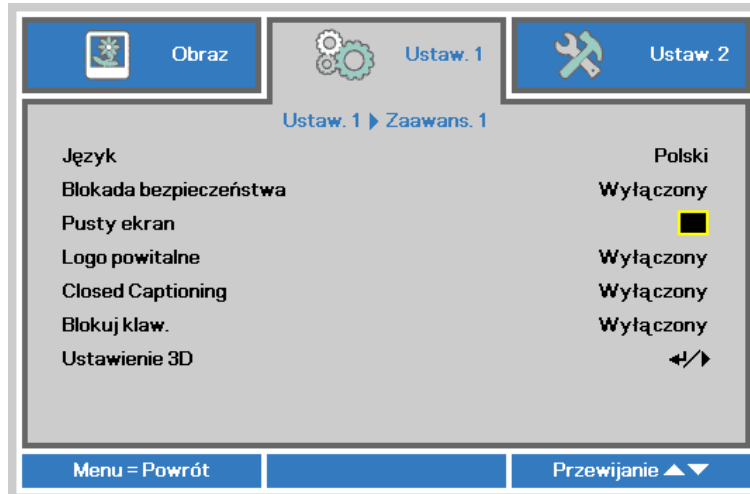 Obraz Ustaw. 1 Ustaw. 2
Ustaw. 1 Zaawans. 1
Język Polski
Blokada bezpieczeństwa Wyłączony
Pusty ekran
Logo powitalne Wyłączony
Closed Captioning Wyłączony
Blokuj klaw. Wyłączony
Ustawienie 3D ↵/▶
Menu = Powrót Przewijanie ▲▼